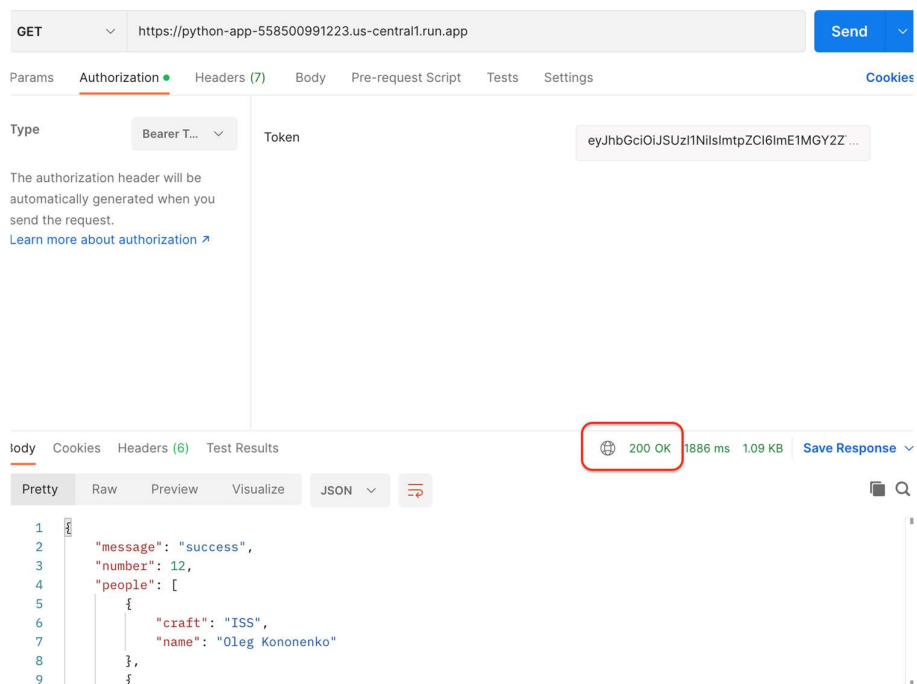 GET https://python-app-558500991223.us-central1.run.app Send
Params Authorization Headers (7) Body Pre-request Script Tests Settings Cookies
Type Bearer T... Token eyJhbGciOiJSUzI1NiIsImtpZCI6ImE1MGY2Z...
The authorization header will be
automatically generated when you
send the request.
Learn more about authorization ↗
Body Cookies Headers (6) Test Results 200 OK 1886 ms 1.09 KB Save Response
Pretty Raw Preview Visualize JSON
1 {
2 "message": "success",
3 "number": 12,
4 "people": [
5 {
6 "craft": "ISS",
7 "name": "Oleg Kononenko"
8 },
9 {